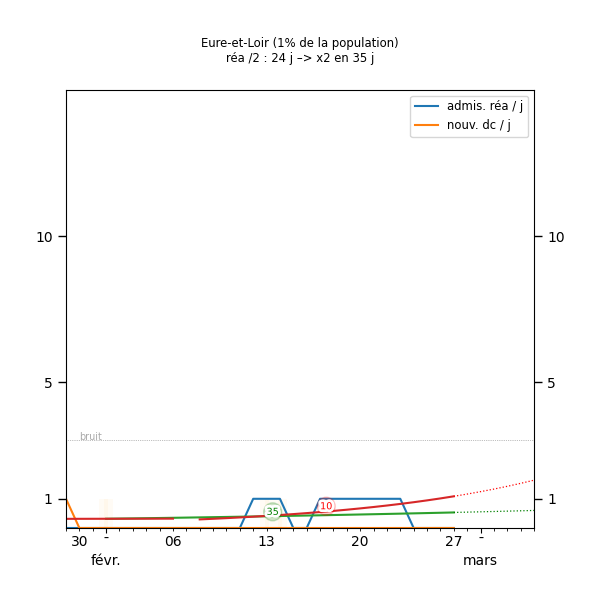 Eure-et-Loir (1% de la population)
réa /2 : 24 j –> x2 en 35 j
admis. réa / j
nouv. dc / j
10 10
5 5
bruit
1 1
35
10
30 06 13 20 27
févr. mars